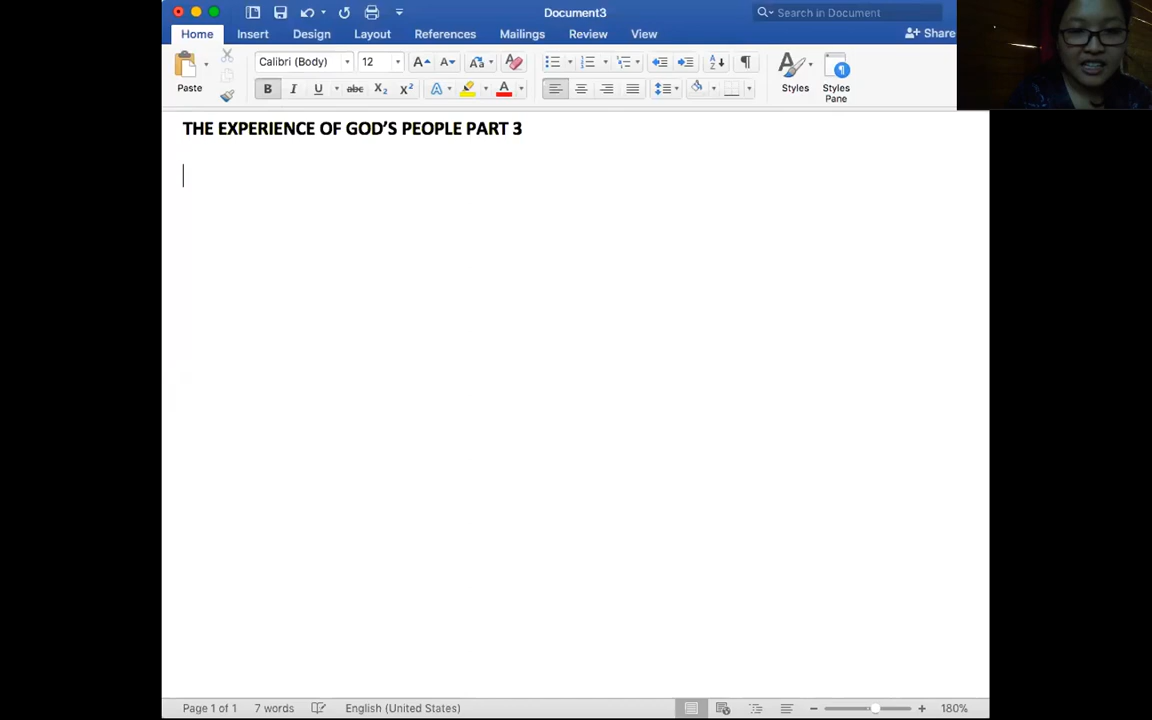 Document3
Search in Document
Home Insert Design Layout References Mailings Review View Share
Calibri (Body) 12
Paste
Styles
Styles Pane
THE EXPERIENCE OF GOD'S PEOPLE PART 3
Page 1 of 1 7 words English (United States) 180%